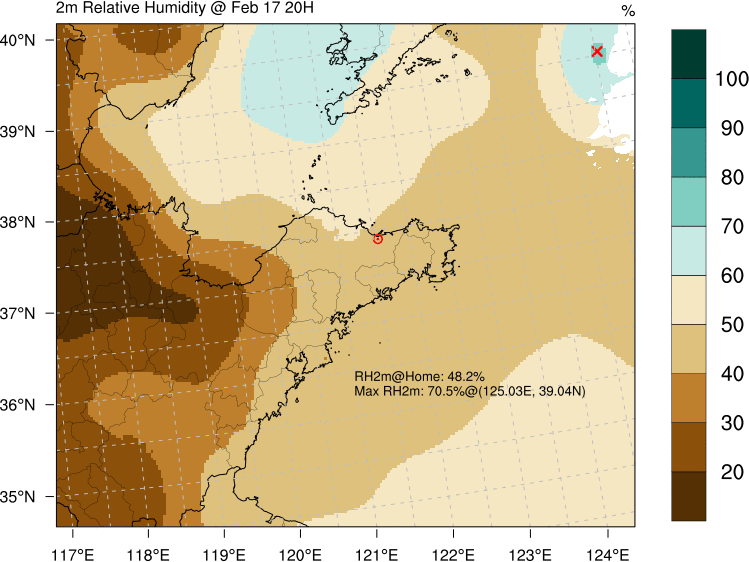 2m Relative Humidity @ Feb 17 20H
%
40°N
39°N
38°N
37°N
36°N
35°N
100
90
80
70
60
50
40
30
20
RH2m@Home: 48.2%
Max RH2m: 70.5%@(125.03E, 39.04N)
117°E 118°E 119°E 120°E 121°E 122°E 123°E 124°E